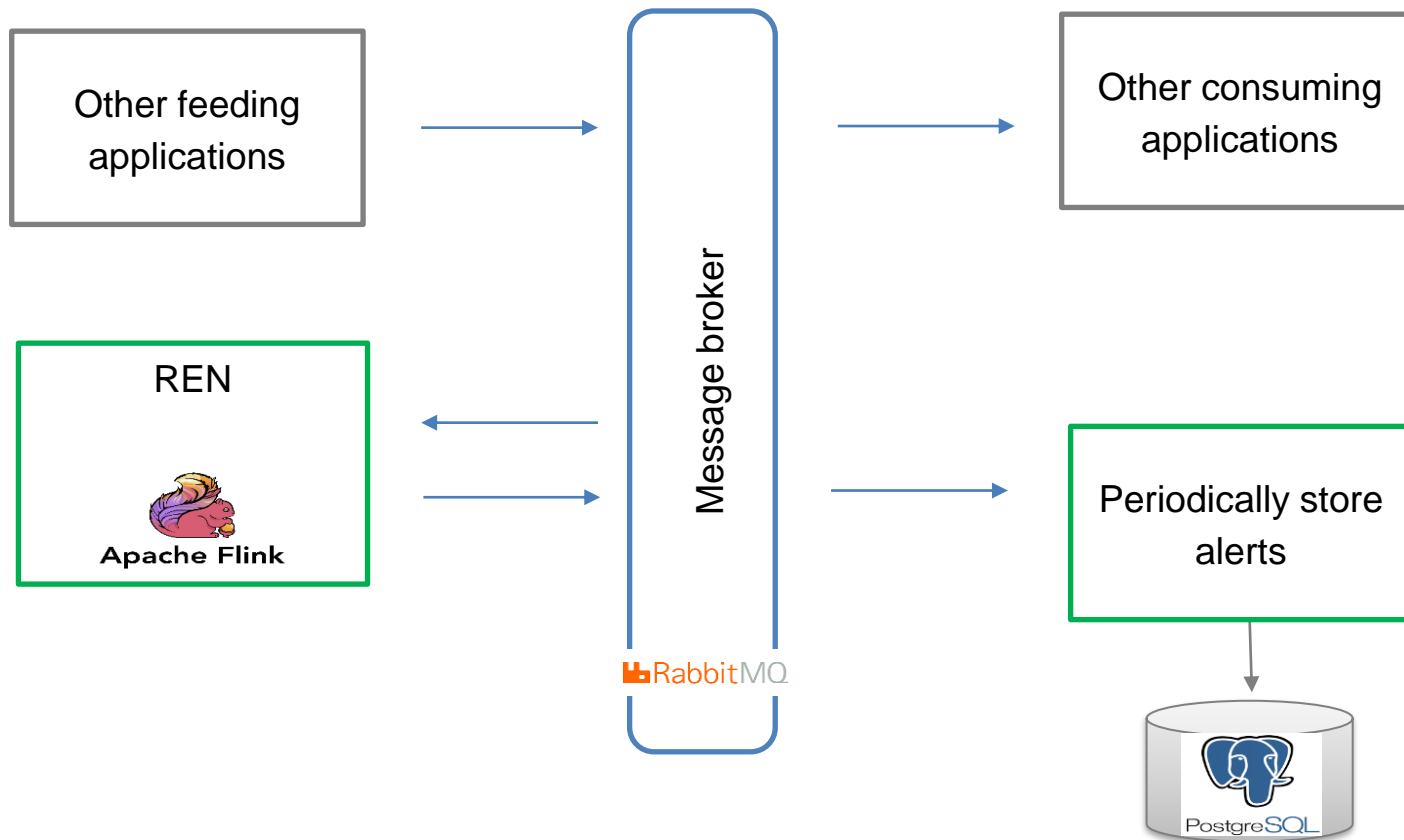 Other feeding
applications
Other consuming
applications
Message broker
REN
Apache Flink
Periodically store
alerts
RabbitMQ
PostgreSQL